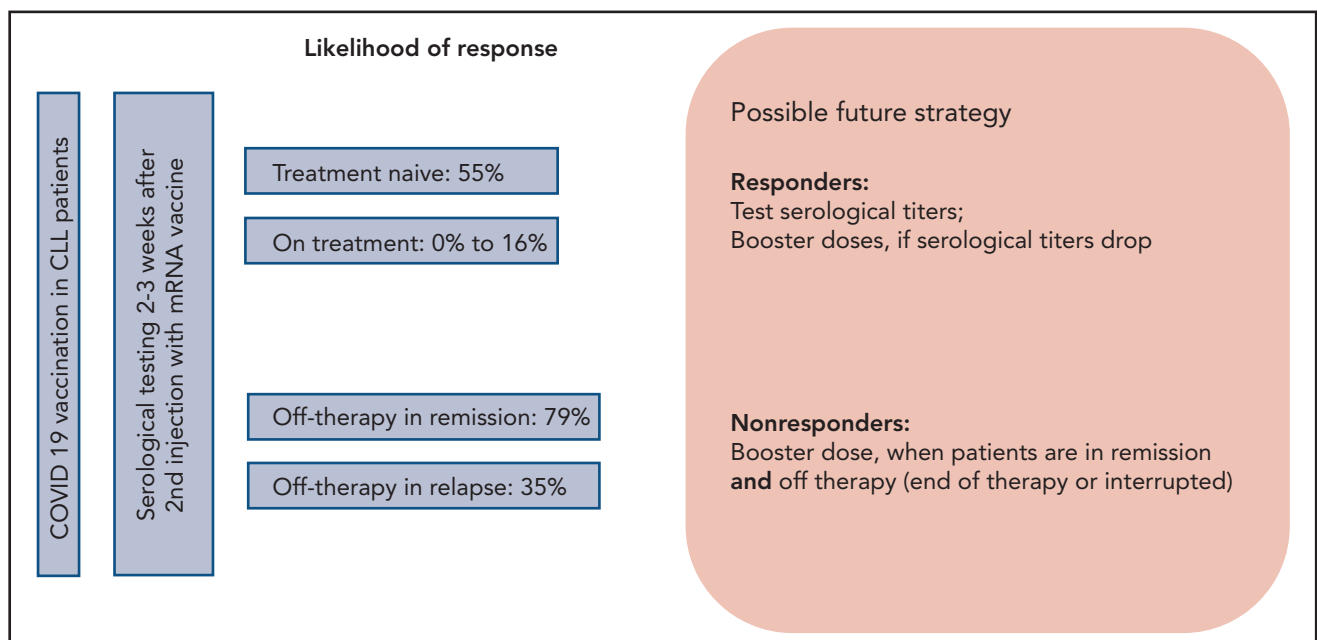 Likelihood of response
COVID 19 vaccination in CLL patients
Serological testing 2-3 weeks after
2nd injection with mRNA vaccine
Treatment naive: 55%
On treatment: 0% to 16%
Off-therapy in remission: 79%
Off-therapy in relapse: 35%
Possible future strategy
Responders:
Test serological titers;
Booster doses, if serological titers drop
Nonresponders:
Booster dose, when patients are in remission
and off therapy (end of therapy or interrupted)